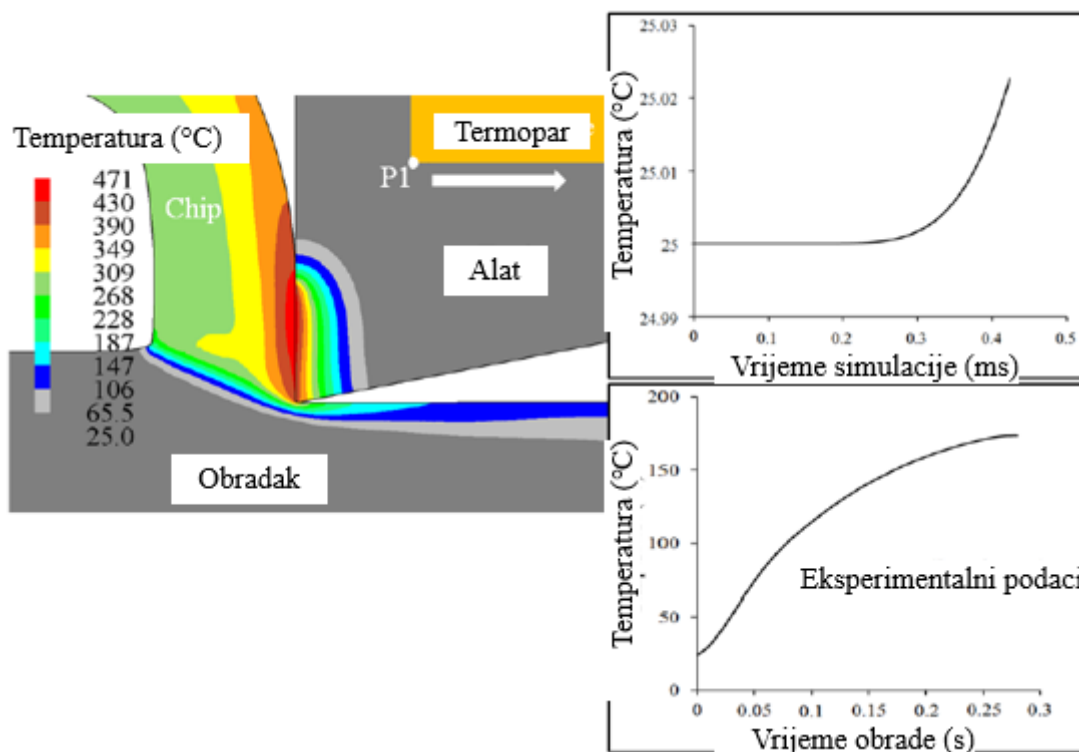 Temperatura (°C)
471
430
390
349
309
268
228
187
147
106
65.5
25.0
Chip
Termopar
P1
Alat
Obradak
Temperatura (°C)
25.03
25.02
25.01
25
24.99
0 0.1 0.2 0.3 0.4 0.5
Vrijeme simulacije (ms)
Temperatura (°C)
200
150
100
50
0
Eksperimentalni podaci
0 0.05 0.1 0.15 0.2 0.25 0.3
Vrijeme obrade (s)